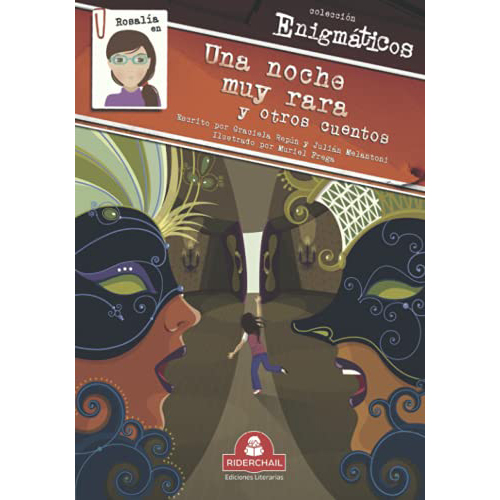 Rosalía
en
colección
Enigmáticos
Una noche
muy rara
y otros cuentos
Escrito por Graciela Repún y Julián Melantoni
Ilustrado por Muriel Frega
RIDERCHAIL
Ediciones Literarias